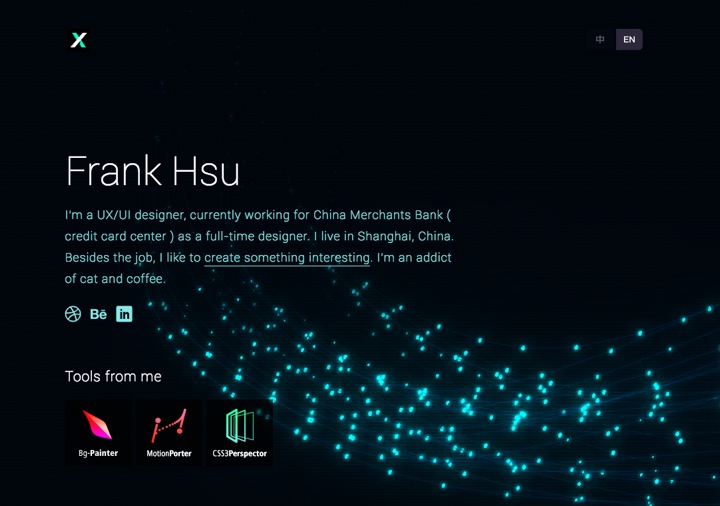 中 EN
Frank Hsu
I'm a UX/UI designer, currently working for China Merchants Bank (
credit card center ) as a full-time designer. I live in Shanghai, China.
Besides the job, I like to create something interesting. I'm an addict
of cat and coffee.
Bē in
Tools from me
Bg-Painter MotionPorter CSS3Perspector